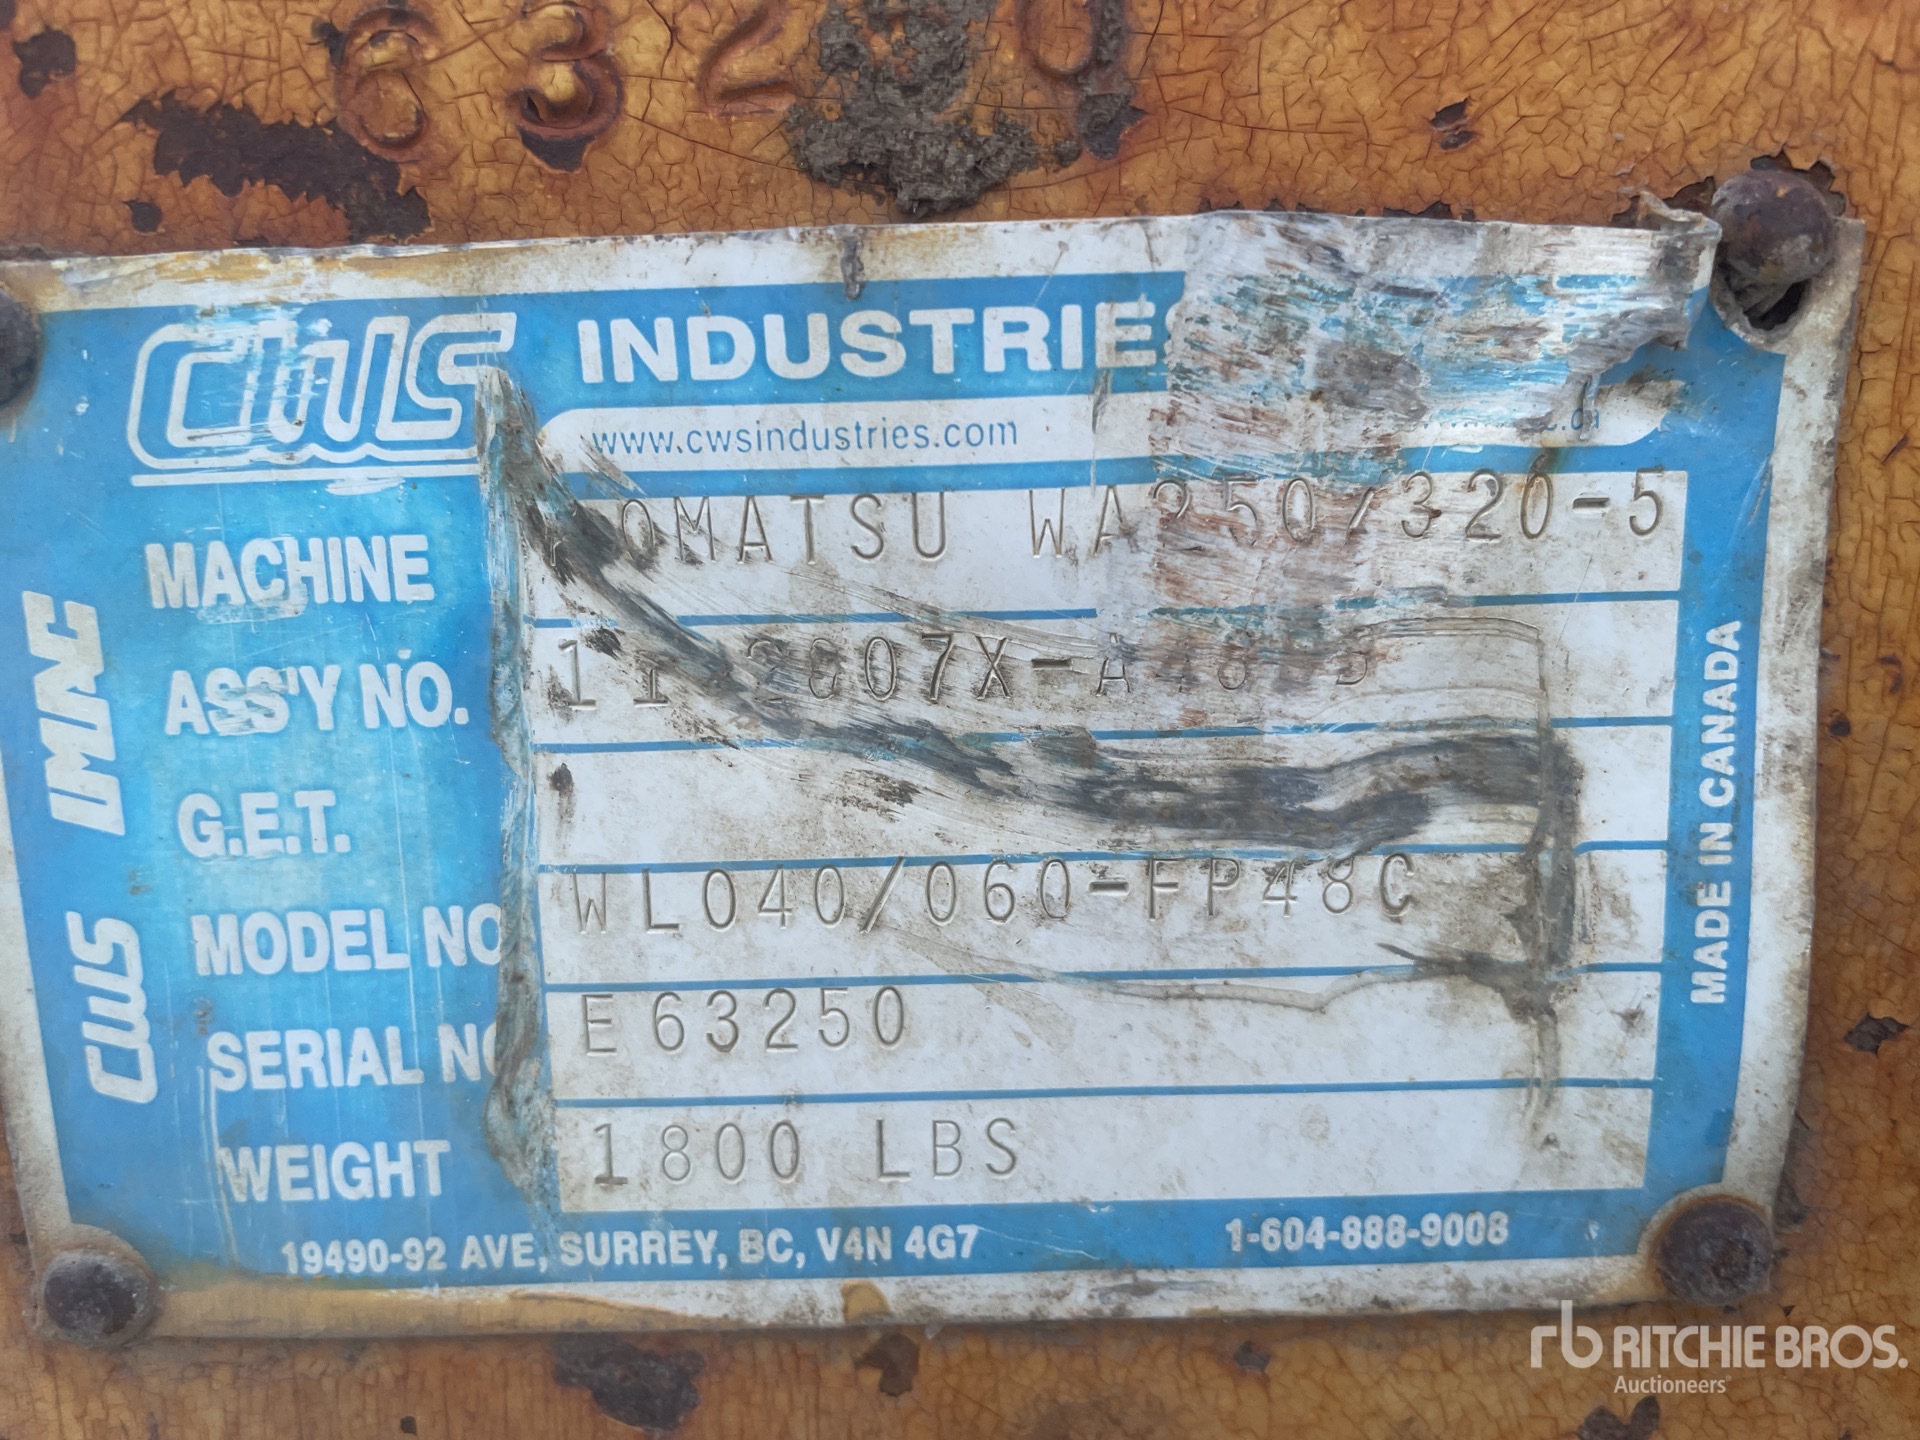 CWS INDUSTRIES
www.cwsindustries.com
MACHINE KOMATSU WA250/320-5
ASS'Y NO.
G.E.T.
MODEL NO WL040/060-FP48C
SERIAL NO E63250
WEIGHT 1800 LBS
19490-92 AVE, SURREY, BC, V4N 4G7 1-604-888-9008
CWS IMAC
MADE IN CANADA
rb RITCHIE BROS.
Auctioneers